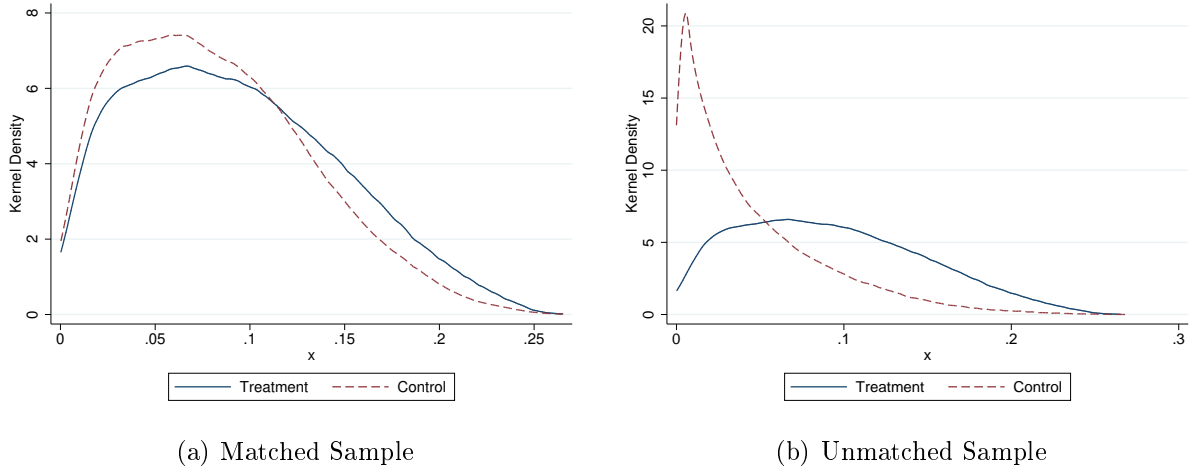 8
6
4
2
0
Kernel Density
0
.05
.1
.15
.2
.25
x
Treatment
Control
(a) Matched Sample
20
15
10
5
0
Kernel Density
0
.1
.2
.3
x
Treatment
Control
(b) Unmatched Sample